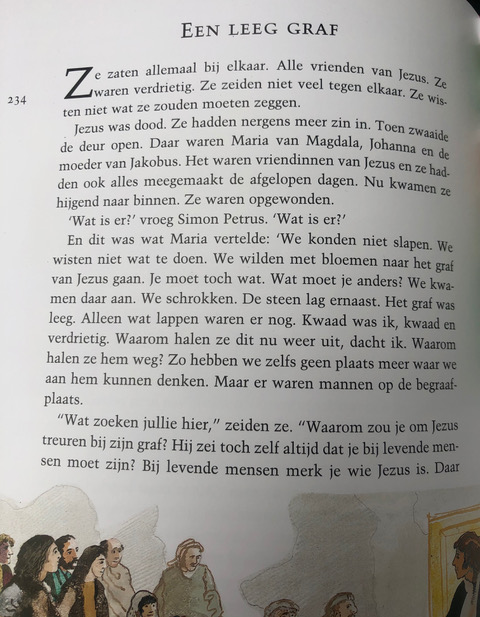 EEN LEEG GRAF
Ze zaten allemaal bij elkaar. Alle vrienden van Jezus. Ze
waren verdrietig. Ze zeiden niet veel tegen elkaar. Ze wis-
234
ten niet wat ze zouden moeten zeggen.
Jezus was dood. Ze hadden nergens meer zin in. Toen zwaaide
de deur open. Daar waren Maria van Magdala, Johanna en de
moeder van Jakobus. Het waren vriendinnen van Jezus en ze had-
den ook alles meegemaakt de afgelopen dagen. Nu kwamen ze
hijgend naar binnen. Ze waren opgewonden.
‘Wat is er?’ vroeg Simon Petrus. ‘Wat is er?’
En dit was wat Maria vertelde: ‘We konden niet slapen. We
wisten niet wat te doen. We wilden met bloemen naar het graf
van Jezus gaan. Je moet toch wat. Wat moet je anders? We kwa-
men daar aan. We schrokken. De steen lag ernaast. Het graf was
leeg. Alleen wat lappen waren er nog. Kwaad was ik, kwaad en
verdrietig. Waarom halen ze dit nu weer uit, dacht ik. Waarom
halen ze hem weg? Zo hebben we zelfs geen plaats meer waar we
aan hem kunnen denken. Maar er waren mannen op de begraaf-
plaats.
“Wat zoeken jullie hier,” zeiden ze. “Waarom zou je om Jezus
treuren bij zijn graf? Hij zei toch zelf altijd dat je bij levende men-
sen moet zijn? Bij levende mensen merk je wie Jezus is. Daar